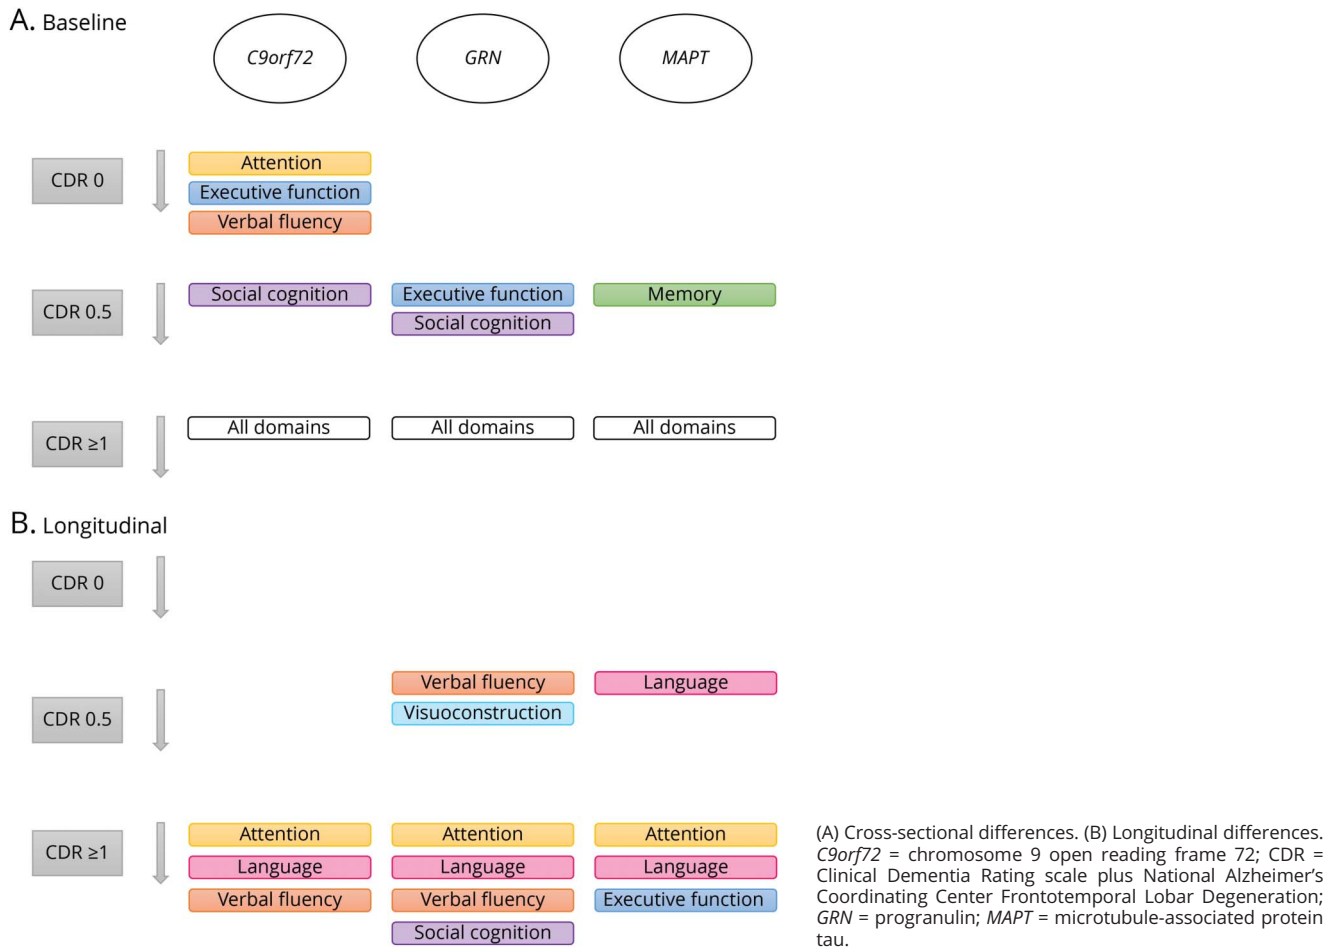 A. Baseline
C9orf72 GRN MAPT
CDR 0
Attention
Executive function
Verbal fluency
CDR 0.5
Social cognition Executive function Memory
Social cognition
CDR ≥1
All domains All domains All domains
B. Longitudinal
CDR 0
CDR 0.5
Verbal fluency Language
Visuoconstruction
CDR ≥1
Attention Attention Attention
Language Language Language
Verbal fluency Verbal fluency Executive function
Social cognition
(A) Cross-sectional differences. (B) Longitudinal differences.
C9orf72 = chromosome 9 open reading frame 72; CDR =
Clinical Dementia Rating scale plus National Alzheimer’s
Coordinating Center Frontotemporal Lobar Degeneration;
GRN = progranulin; MAPT = microtubule-associated protein
tau.